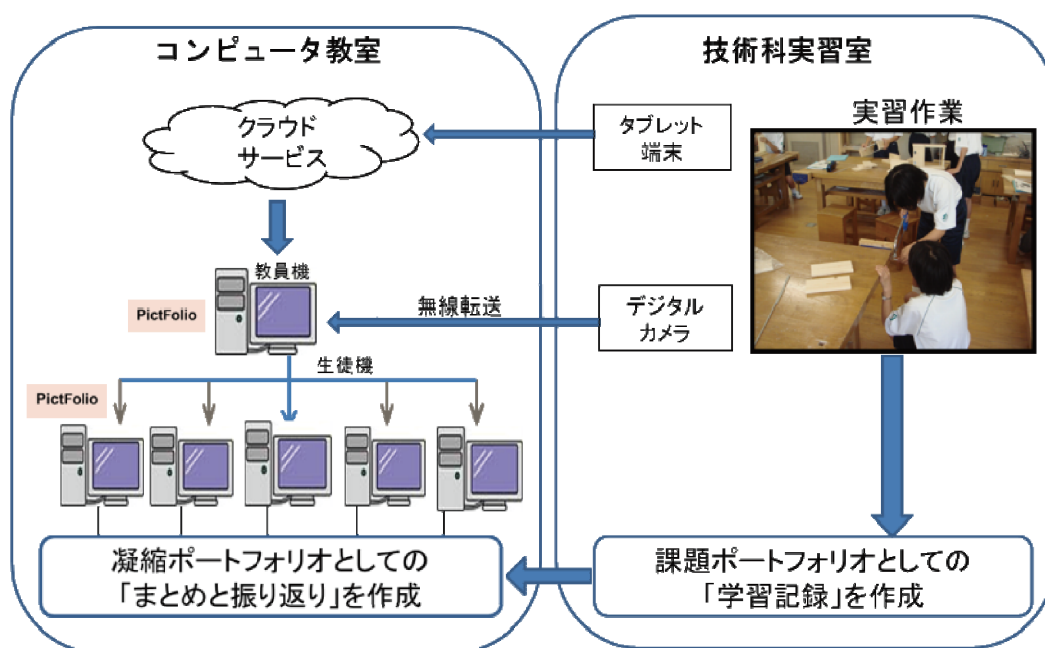 コンピュータ教室
クラウド
サービス
教員機
PictFolio
無線転送
生徒機
PictFolio
凝縮ポートフォリオとしての
「まとめと振り返り」を作成
技術科実習室
タブレット
端末
実習作業
デジタル
カメラ
課題ポートフォリオとしての
「学習記録」を作成